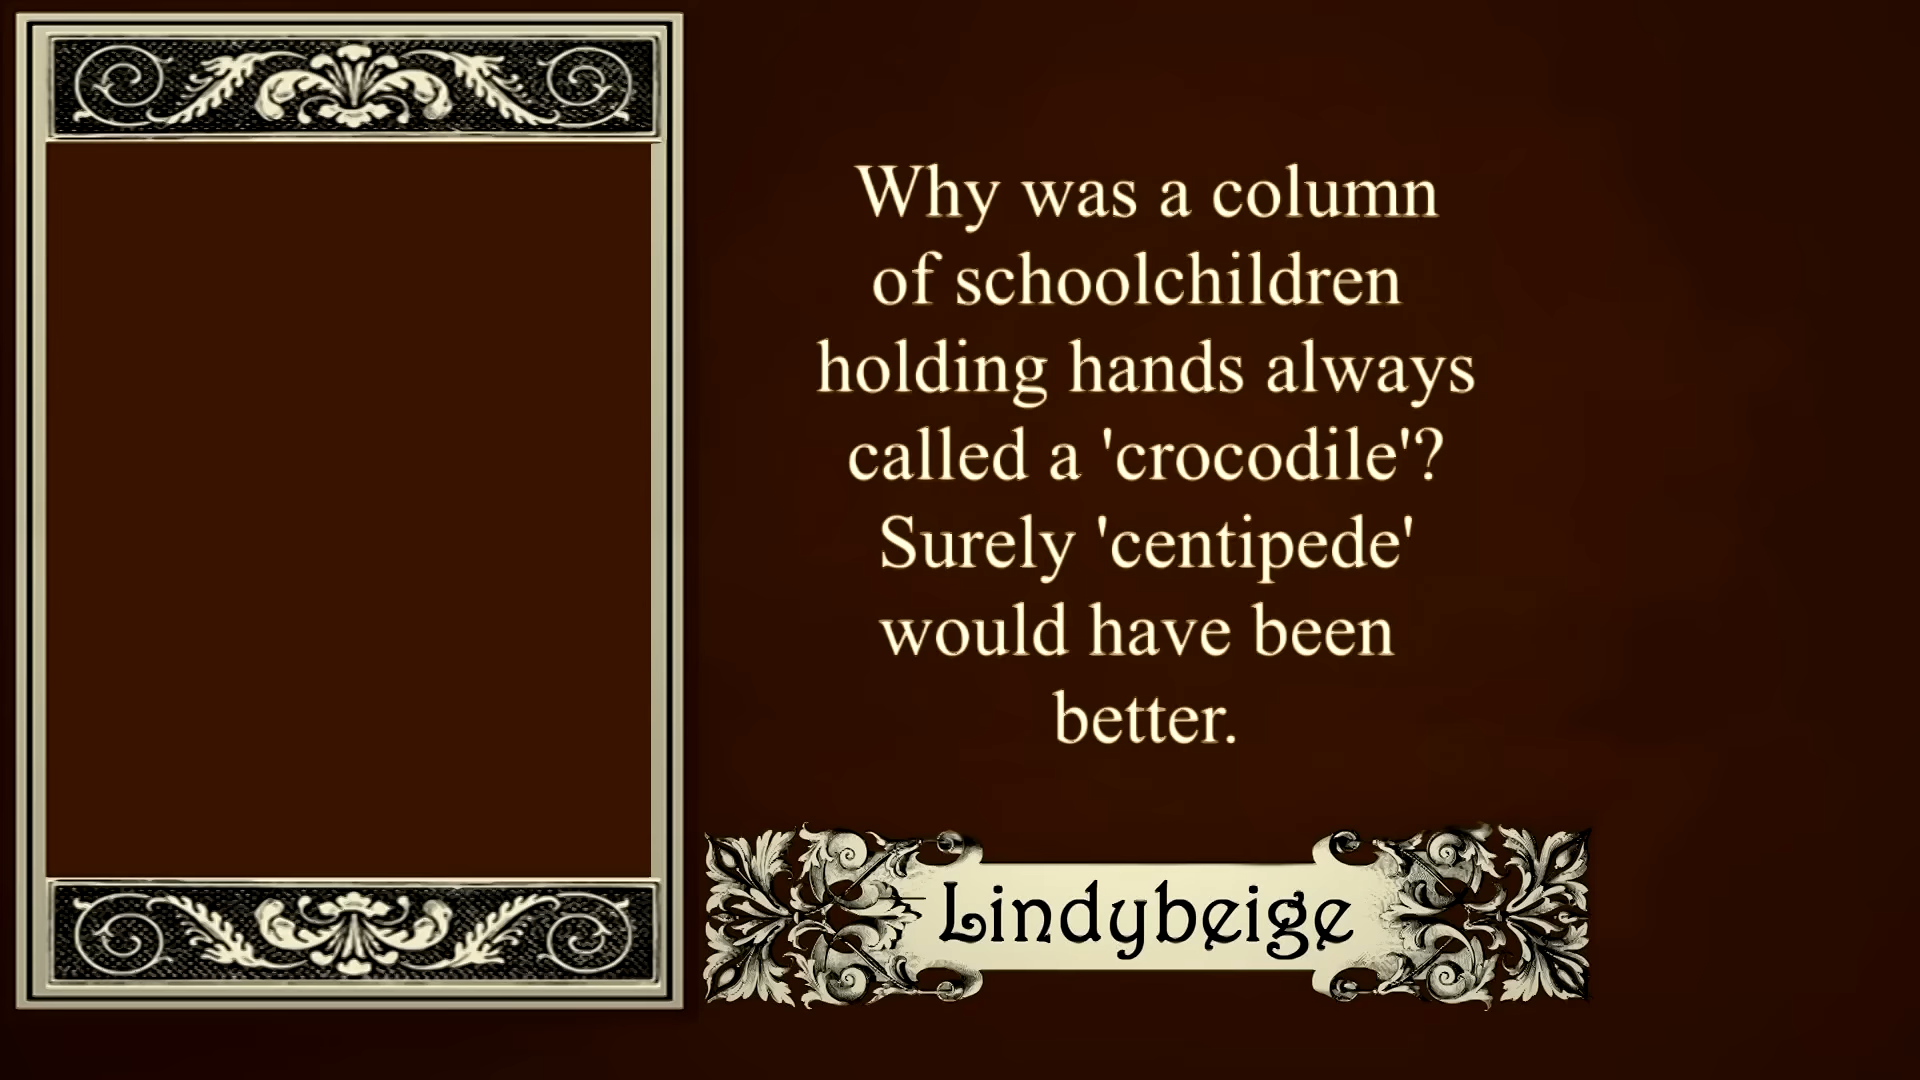 Why was a column
of schoolchildren
holding hands always
called a 'crocodile'?
Surely 'centipede'
would have been
better.
Lindybeige